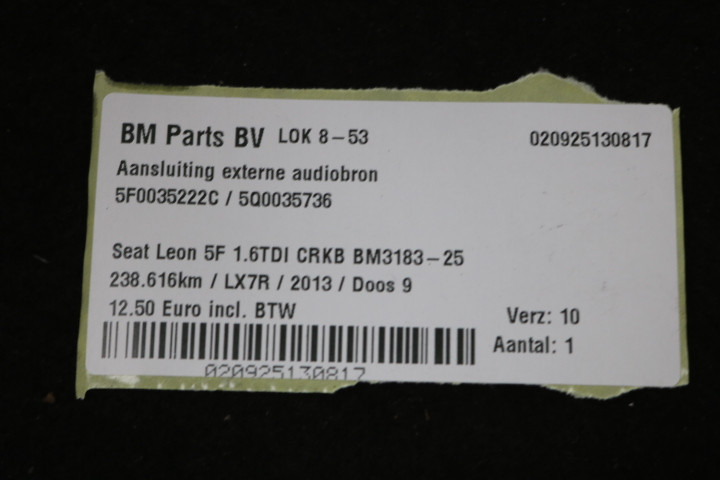 BM Parts BV LOK 8-53
020925130817
Aansluiting externe audiobron
5F0035222C / 5Q0035736
Seat Leon 5F 1.6TDI CRKB BM3183-25
238.616km / LX7R / 2013 / Doos 9
12.50 Euro incl. BTW
Verz: 10
Aantal: 1
020925130817